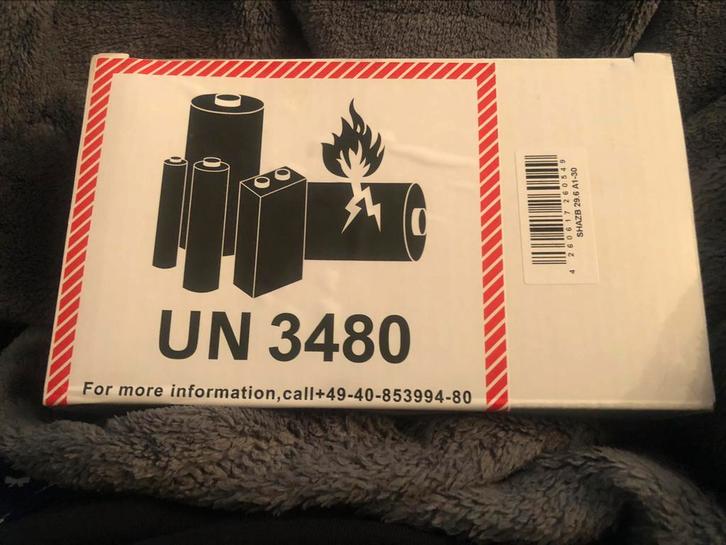 UN 3480
For more information,call+49-40-853994-80
4 260617 260549
SHAZB 29.6 A1-30